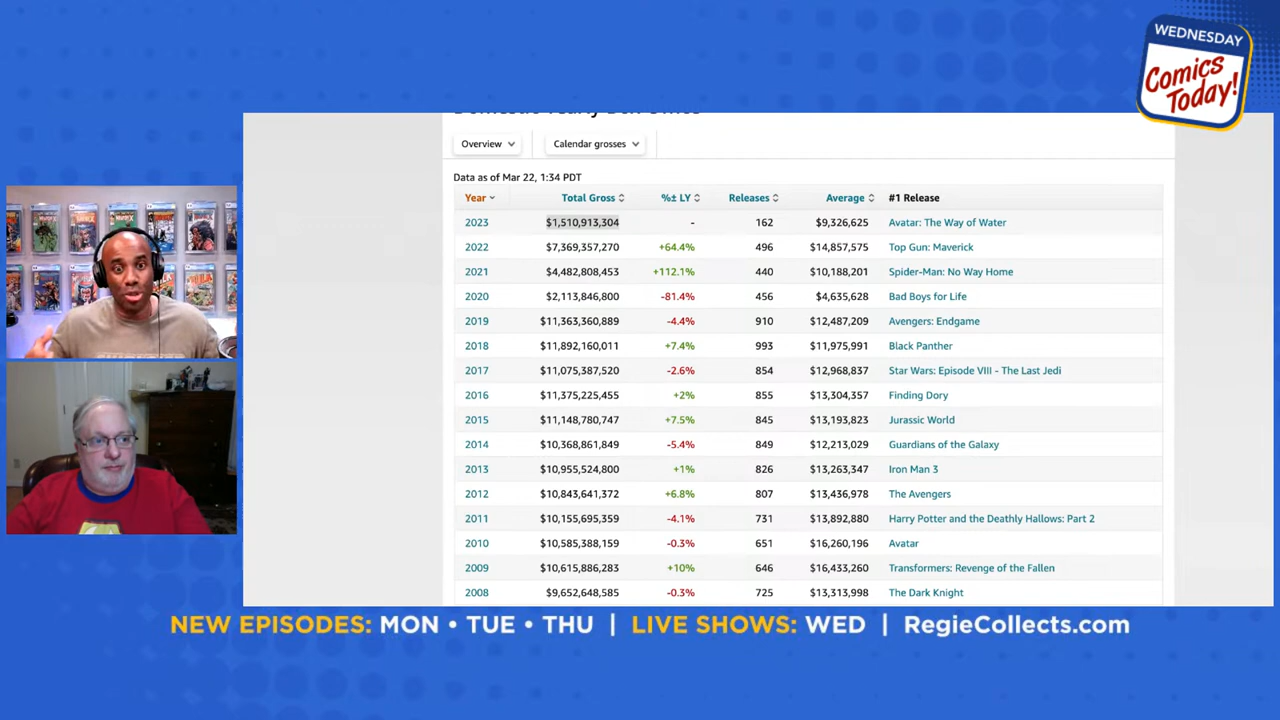 WEDNESDAY
Comics
Today!
Domestic Yearly Box Office
Overview
Calendar grosses
Data as of Mar 22, 1:34 PDT
Year Total Gross %± LY Releases Average #1 Release
2023 $1,510,913,304 - 162 $9,326,625 Avatar: The Way of Water
2022 $7,369,357,270 +64.4% 496 $14,857,575 Top Gun: Maverick
2021 $4,482,808,453 +112.1% 440 $10,188,201 Spider-Man: No Way Home
2020 $2,113,846,800 -81.4% 456 $4,635,628 Bad Boys for Life
2019 $11,363,360,889 -4.4% 910 $12,487,209 Avengers: Endgame
2018 $11,892,160,011 +7.4% 993 $11,975,991 Black Panther
2017 $11,075,387,520 -2.6% 854 $12,968,837 Star Wars: Episode VIII - The Last Jedi
2016 $11,375,225,455 +2% 855 $13,304,357 Finding Dory
2015 $11,148,780,747 +7.5% 845 $13,193,823 Jurassic World
2014 $10,368,861,849 -5.4% 849 $12,213,029 Guardians of the Galaxy
2013 $10,955,524,800 +1% 826 $13,263,347 Iron Man 3
2012 $10,843,641,372 +6.8% 807 $13,436,978 The Avengers
2011 $10,155,695,359 -4.1% 731 $13,892,880 Harry Potter and the Deathly Hallows: Part 2
2010 $10,585,388,159 -0.3% 651 $16,260,196 Avatar
2009 $10,615,886,283 +10% 646 $16,433,260 Transformers: Revenge of the Fallen
2008 $9,652,648,585 -0.3% 725 $13,313,998 The Dark Knight
NEW EPISODES: MON • TUE • THU | LIVE SHOWS: WED | RegieCollects.com